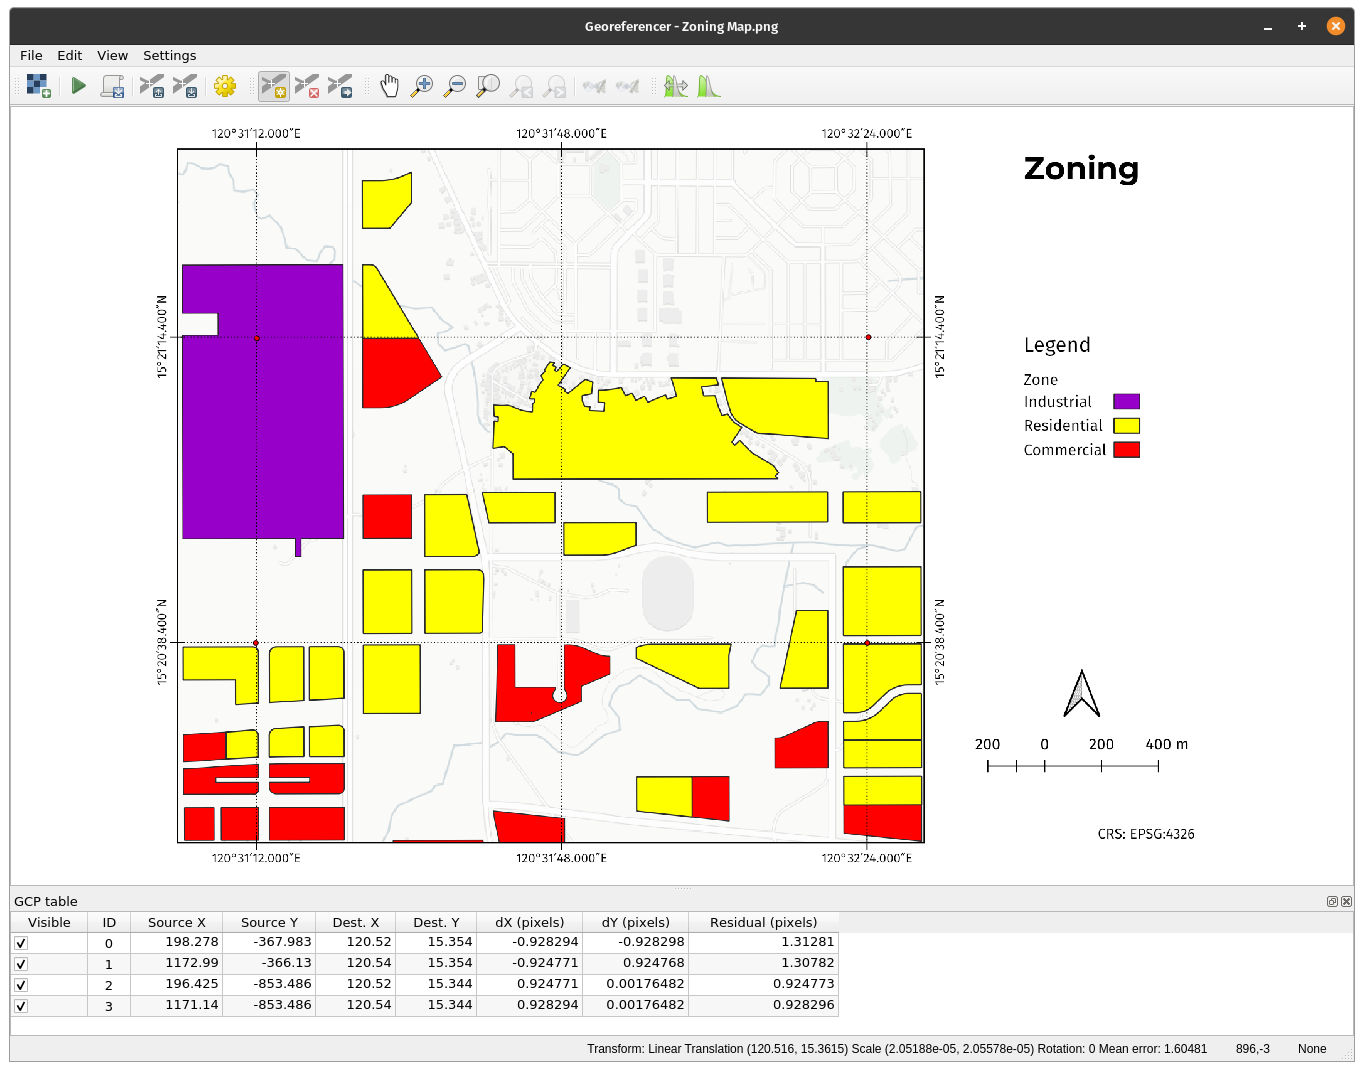 Georeferencer - Zoning Map.png
File Edit View Settings
120°31′12.000″E 120°31′48.000″E 120°32′24.000″E
Zoning
15°21′14.400″N 15°21′14.400″N
Legend
Zone
Industrial
Residential
Commercial
15°20′38.400″N 15°20′38.400″N
200 0 200 400 m
CRS: EPSG:4326
120°31′12.000″E 120°31′48.000″E 120°32′24.000″E
GCP table
Visible ID Source X Source Y Dest. X Dest. Y dX (pixels) dY (pixels) Residual (pixels)
0 198.278 -367.983 120.52 15.354 -0.928294 -0.928298 1.31281
1 1172.99 -366.13 120.54 15.354 -0.924771 0.924768 1.30782
2 196.425 -853.486 120.52 15.344 0.924771 0.00176482 0.924773
3 1171.14 -853.486 120.54 15.344 0.928294 0.00176482 0.928296
Transform: Linear Translation (120.516, 15.3615) Scale (2.05188e-05, 2.05578e-05) Rotation: 0 Mean error: 1.60481 896,-3 None